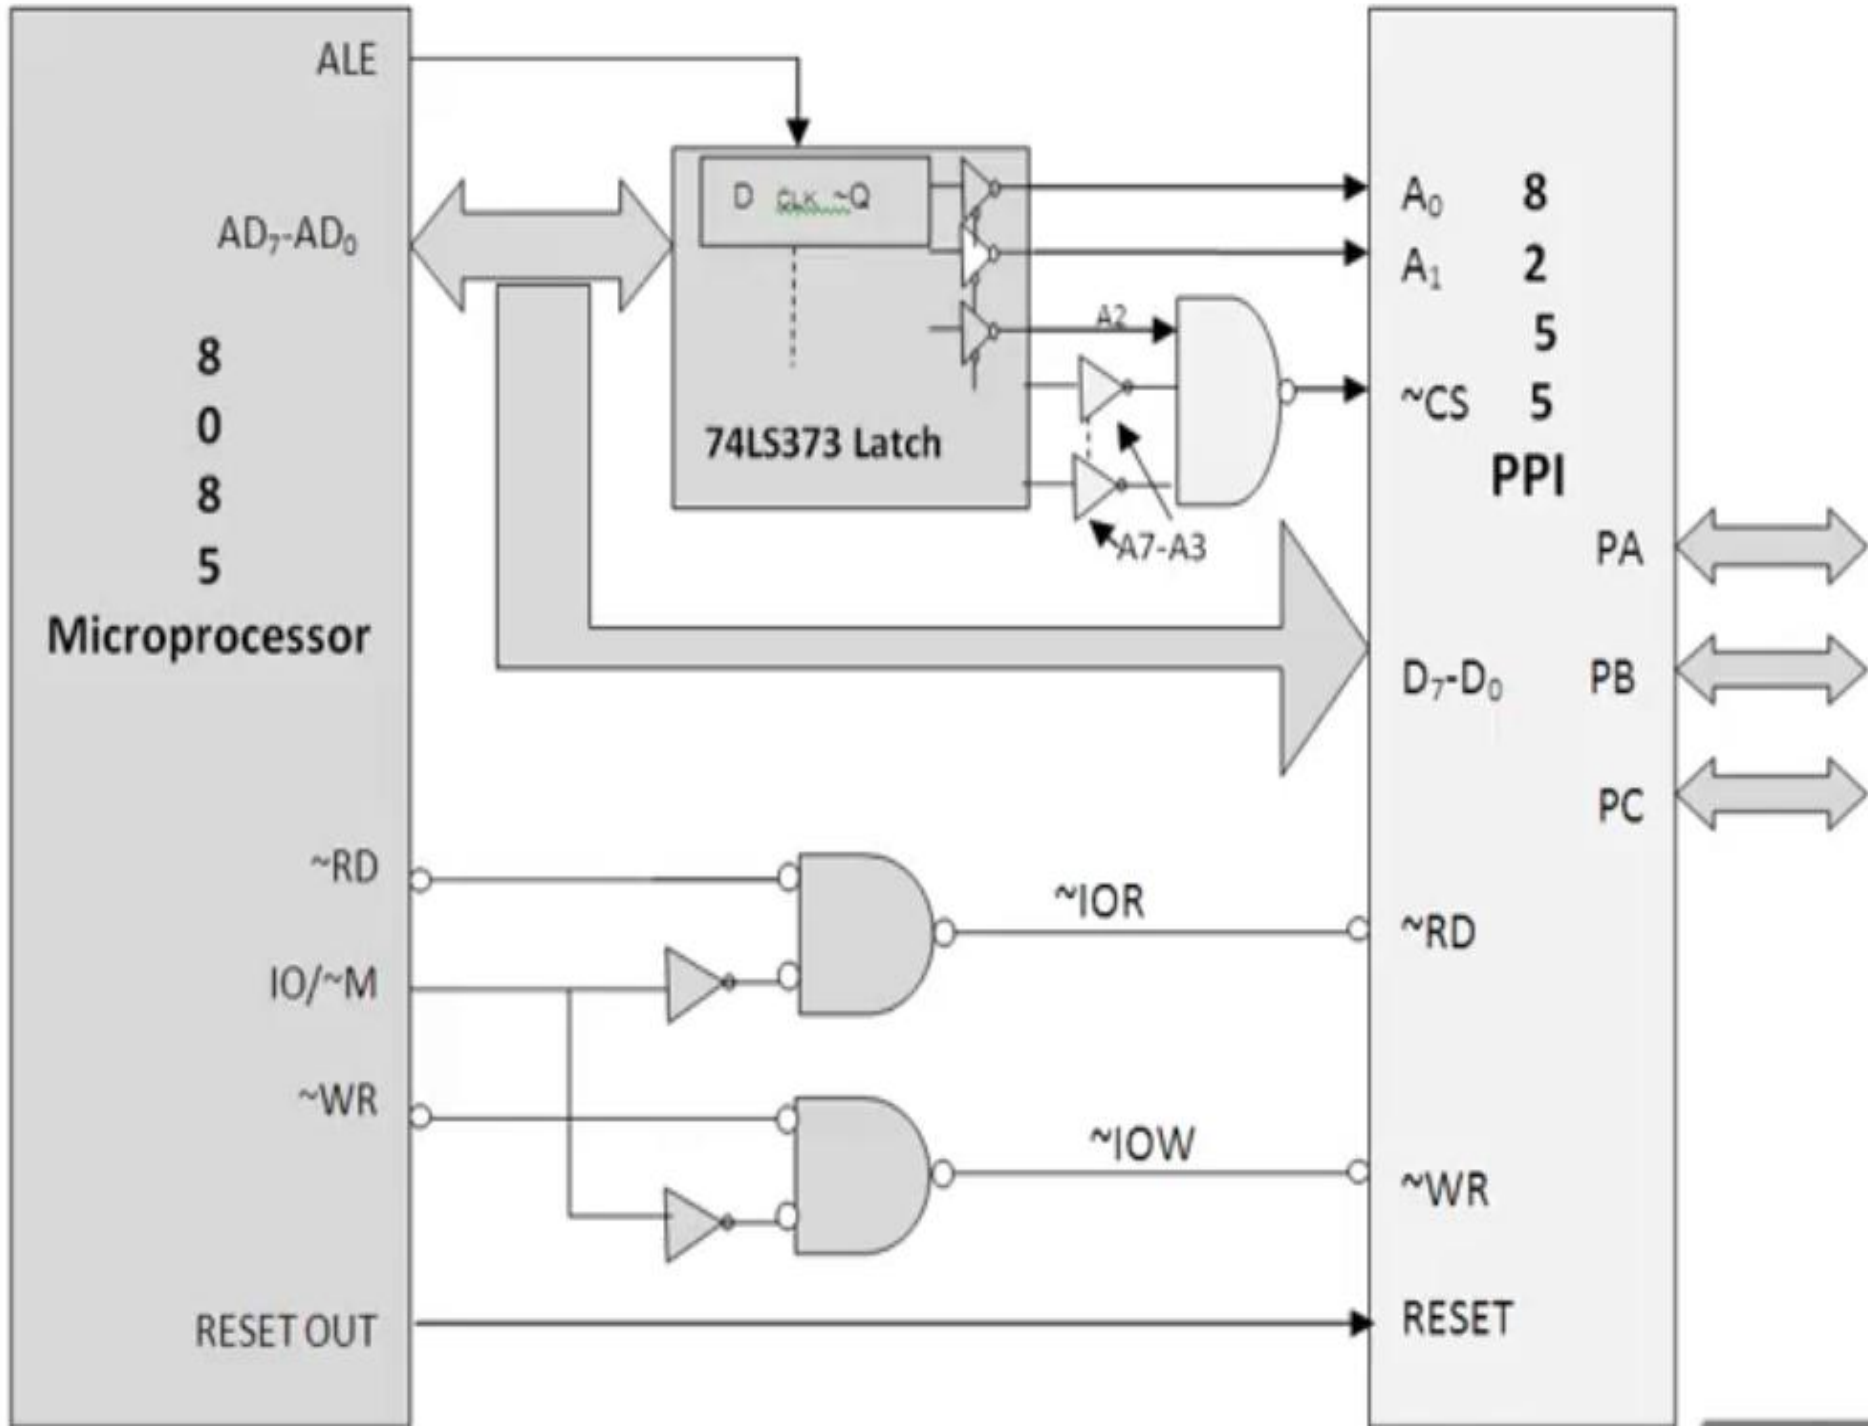 ALE
AD₇-AD₀
8
0
8
5
Microprocessor
~RD
IO/~M
~WR
RESET OUT
D CLK ~Q
74LS373 Latch
A2
A7-A3
~IOR
~IOW
A₀ 8
A₁ 2
5
~CS 5
PPI
PA
D₇-D₀ PB
PC
~RD
~WR
RESET